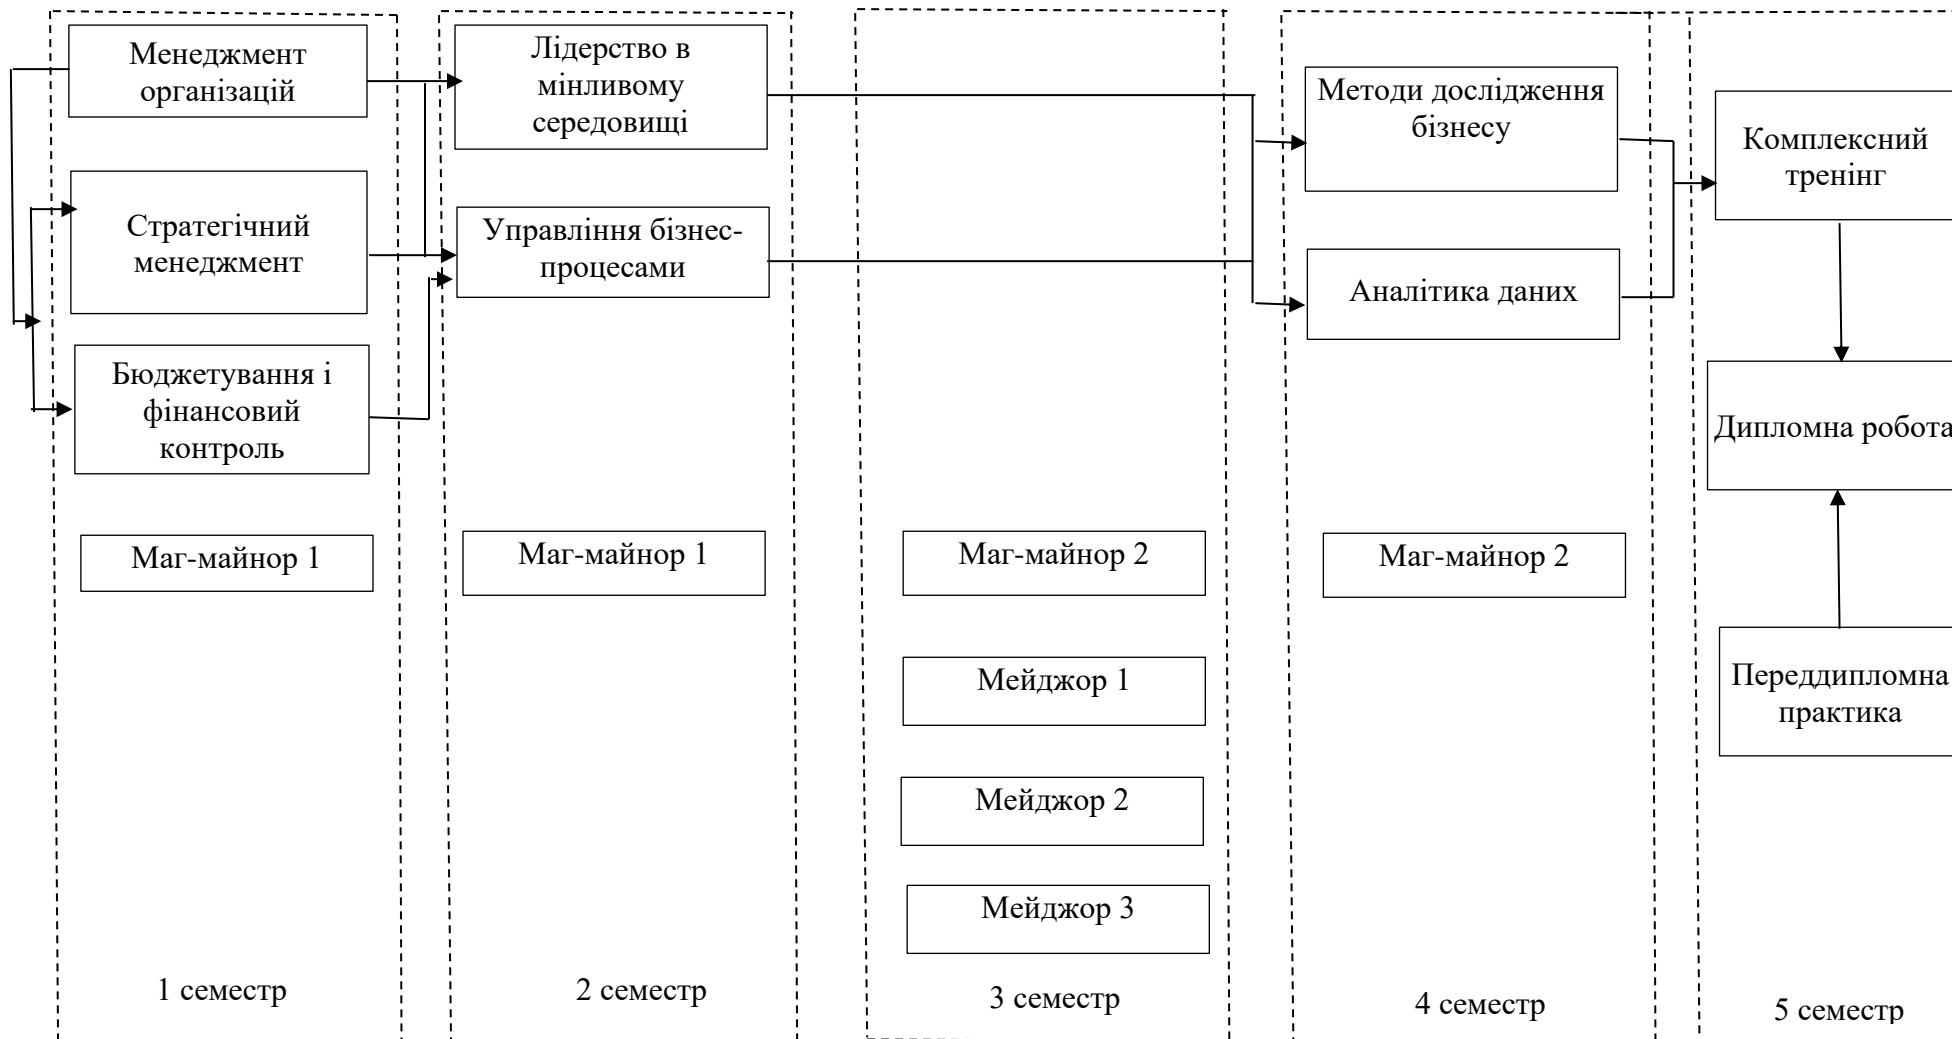 Менеджмент
організацій
Стратегічний
менеджмент
Бюджетування і
фінансовий
контроль
Маг-майнор 1
1 семестр
Лідерство в
мінливому
середовищі
Управління бізнес-
процесами
Маг-майнор 1
2 семестр
Маг-майнор 2
Мейджор 1
Мейджор 2
Мейджор 3
3 семестр
Методи дослідження
бізнесу
Аналітика даних
Маг-майнор 2
4 семестр
Комплексний
тренінг
Дипломна робота
Переддипломна
практика
5 семестр